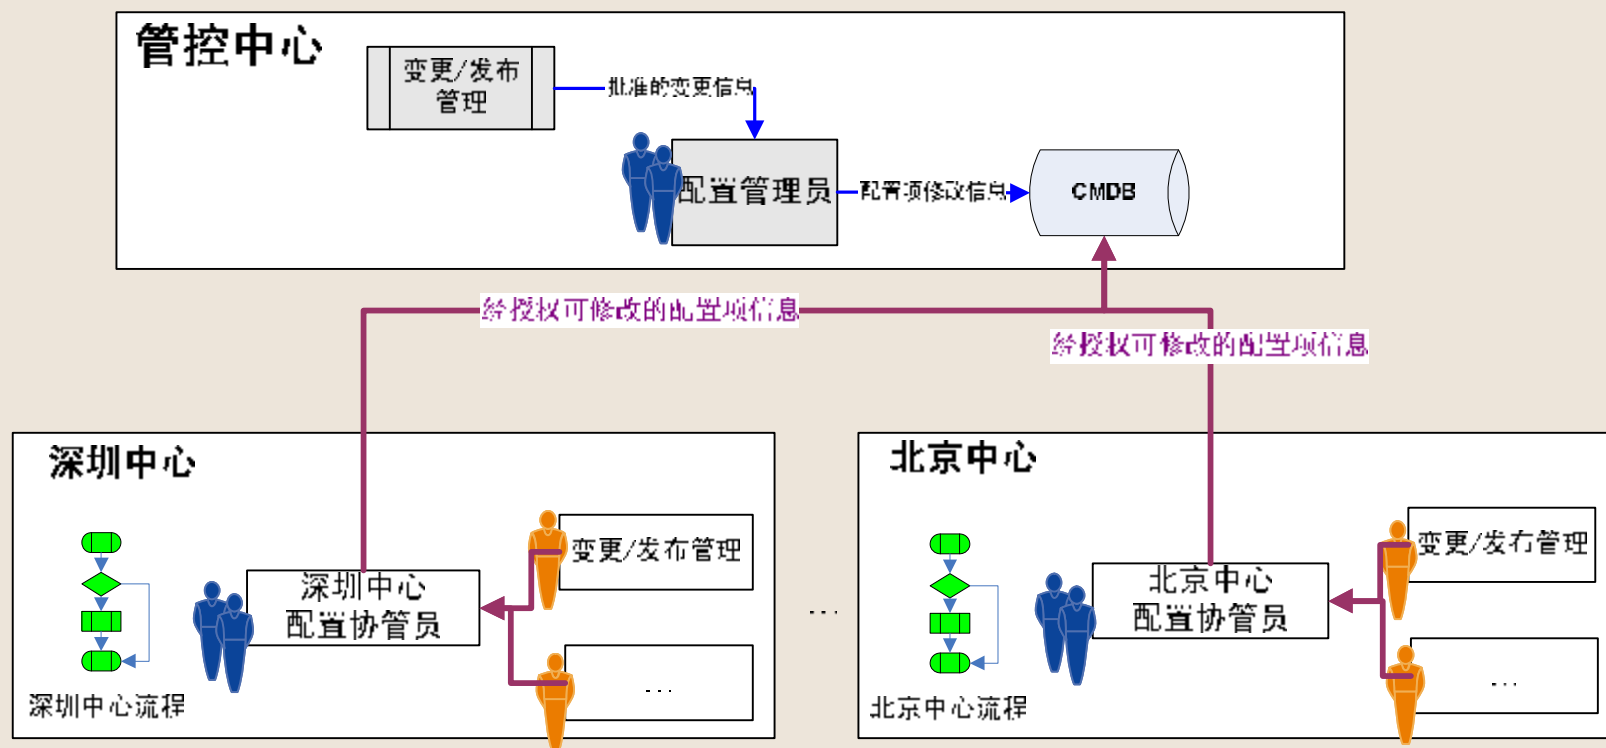 管控中心
变更/发布
管理
批准的变更信息
配置管理员
配置项修改信息
CMDB
经授权可修改的配置项信息
经授权可修改的配置项信息
深圳中心
变更/发布管理
深圳中心
配置协管员
...
深圳中心流程
...
北京中心
变更/发布管理
北京中心
配置协管员
...
北京中心流程